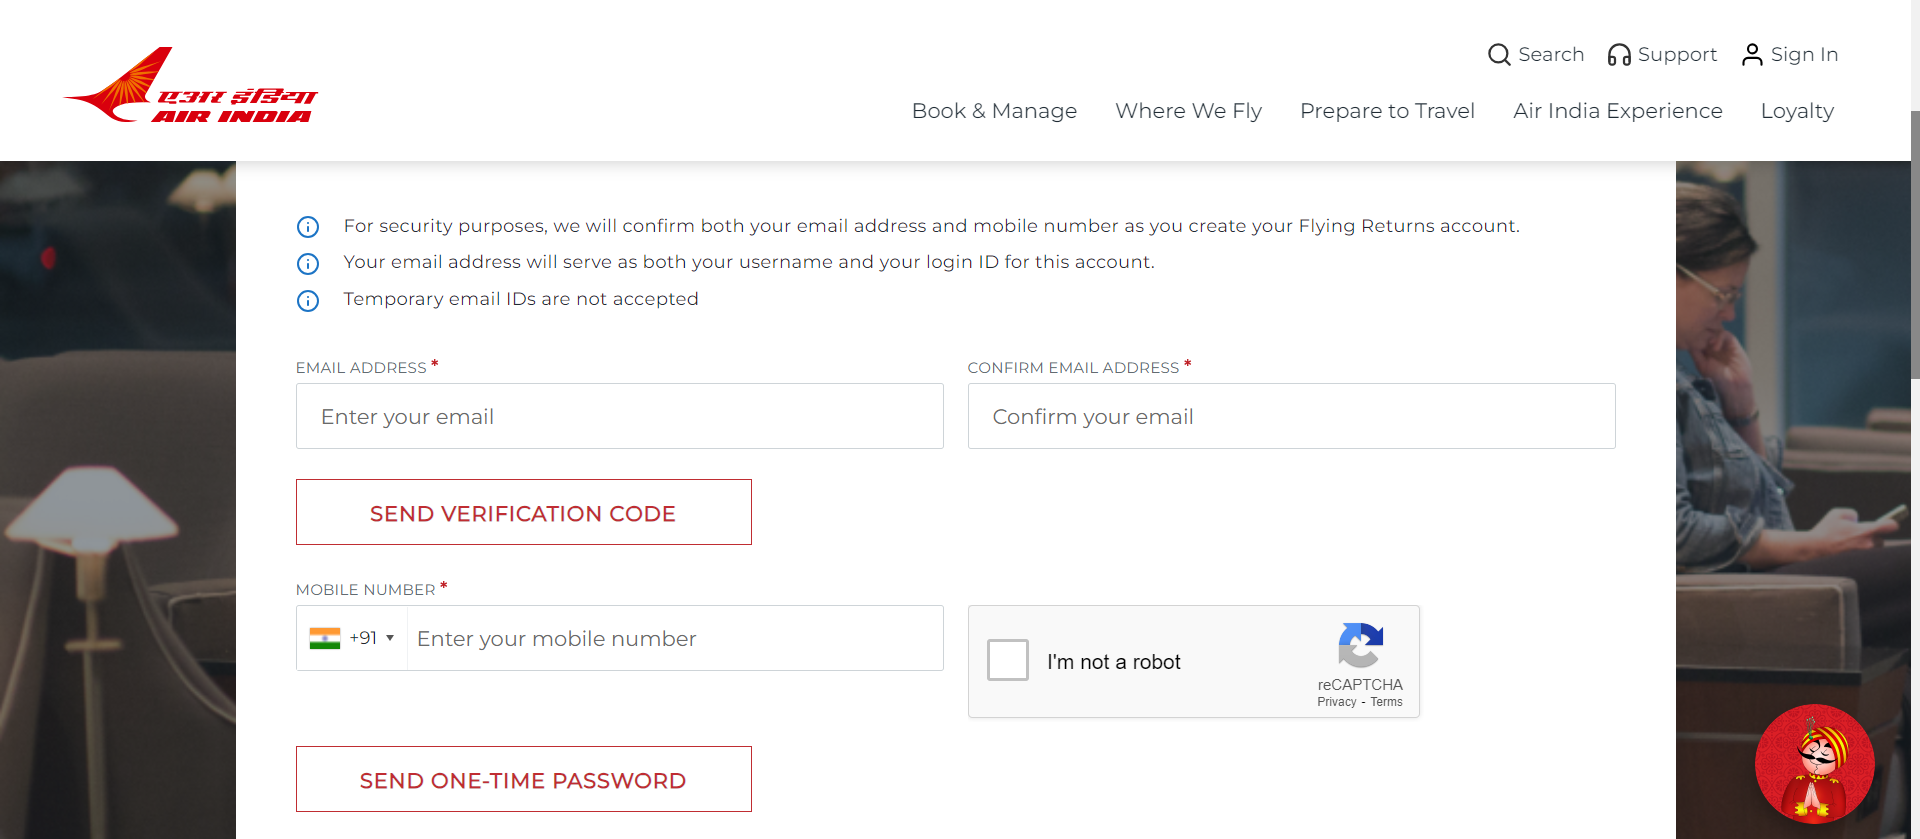 Search Support Sign In
एअर इंडिया
AIR INDIA
Book & Manage Where We Fly Prepare to Travel Air India Experience Loyalty
For security purposes, we will confirm both your email address and mobile number as you create your Flying Returns account.
Your email address will serve as both your username and your login ID for this account.
Temporary email IDs are not accepted
EMAIL ADDRESS * CONFIRM EMAIL ADDRESS *
Enter your email Confirm your email
SEND VERIFICATION CODE
MOBILE NUMBER *
+91 Enter your mobile number
I'm not a robot
reCAPTCHA
Privacy - Terms
SEND ONE-TIME PASSWORD